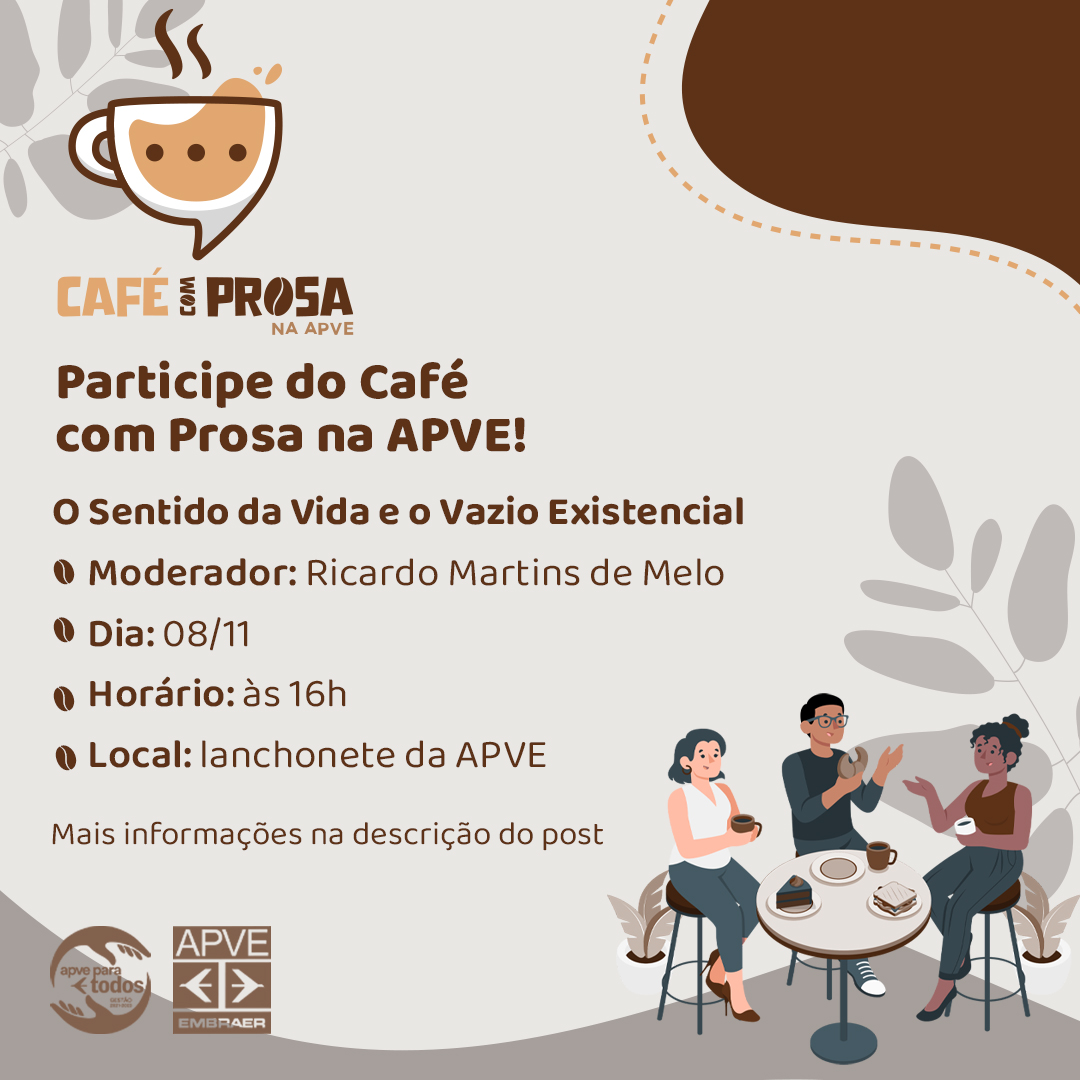 CAFÉ COM PROSA
NA APVE
Participe do Café
com Prosa na APVE!
O Sentido da Vida e o Vazio Existencial
Moderador: Ricardo Martins de Melo
Dia: 08/11
Horário: às 16h
Local: lanchonete da APVE
Mais informações na descrição do post
apve para
todos
GESTÃO
APVE
EMBRAER